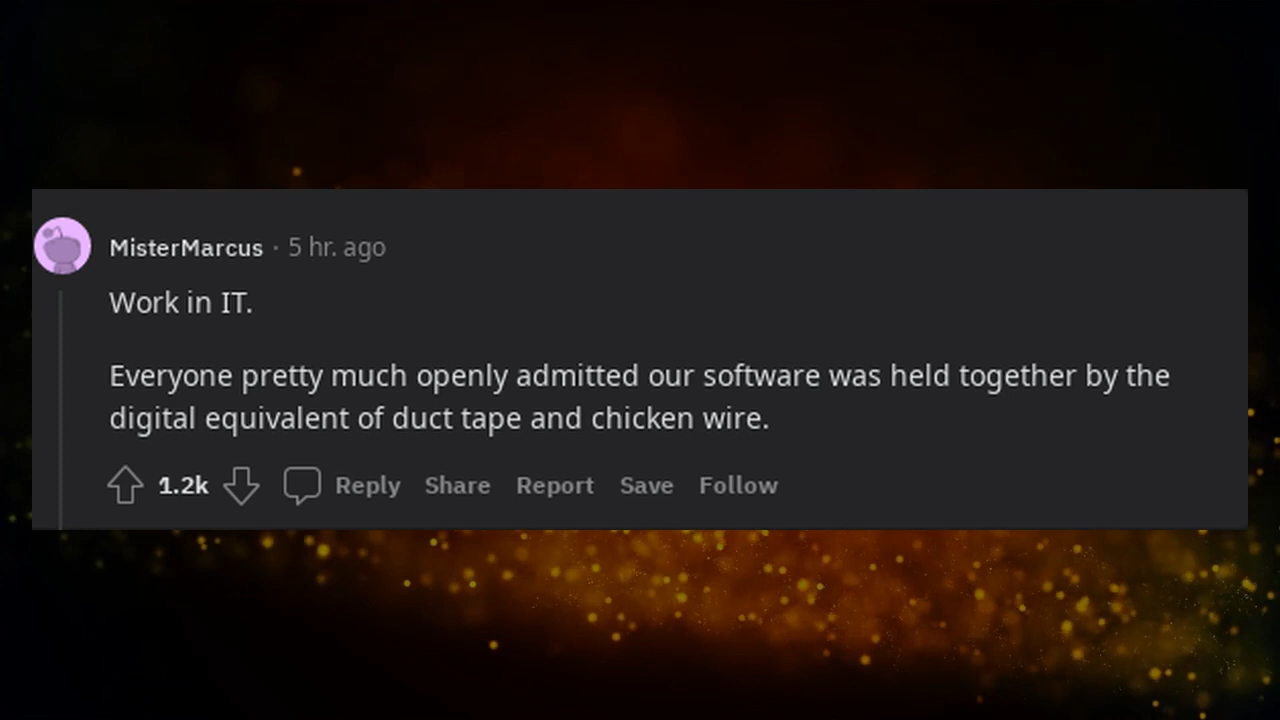 MisterMarcus · 5 hr. ago
Work in IT.
Everyone pretty much openly admitted our software was held together by the
digital equivalent of duct tape and chicken wire.
1.2k Reply Share Report Save Follow